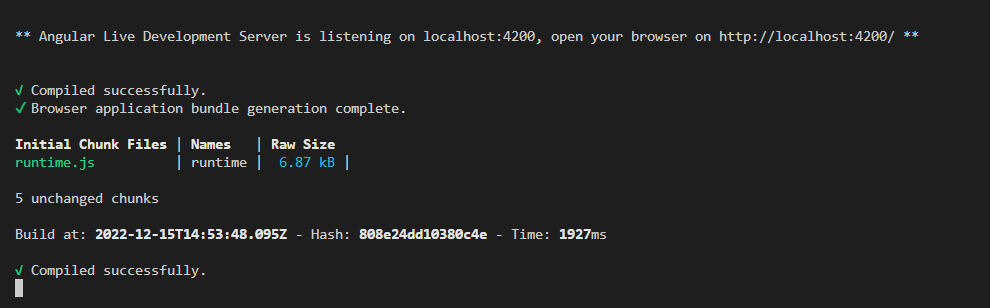 ** Angular Live Development Server is listening on localhost:4200, open your browser on http://localhost:4200/ **
√ Compiled successfully.
✔ Browser application bundle generation complete.
Initial Chunk Files | Names   | Raw Size
runtime.js          | runtime |  6.87 kB |
5 unchanged chunks
Build at: 2022-12-15T14:53:48.095Z - Hash: 808e24dd10380c4e - Time: 1927ms
√ Compiled successfully.